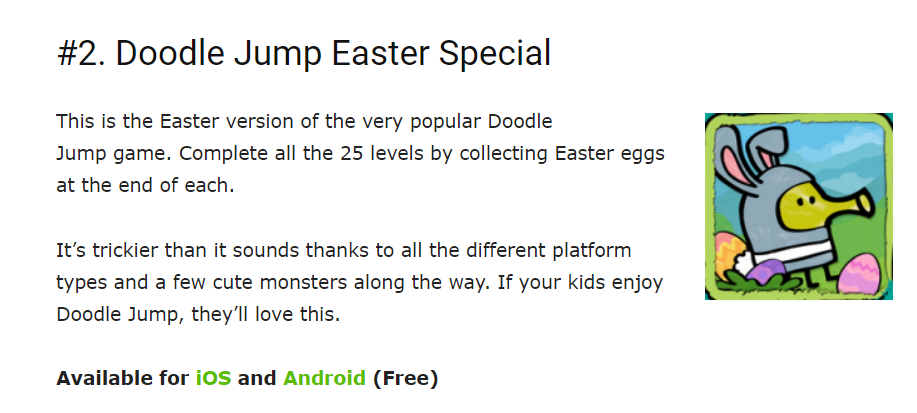 #2. Doodle Jump Easter Special
This is the Easter version of the very popular Doodle
Jump game. Complete all the 25 levels by collecting Easter eggs
at the end of each.
It’s trickier than it sounds thanks to all the different platform
types and a few cute monsters along the way. If your kids enjoy
Doodle Jump, they’ll love this.
Available for iOS and Android (Free)